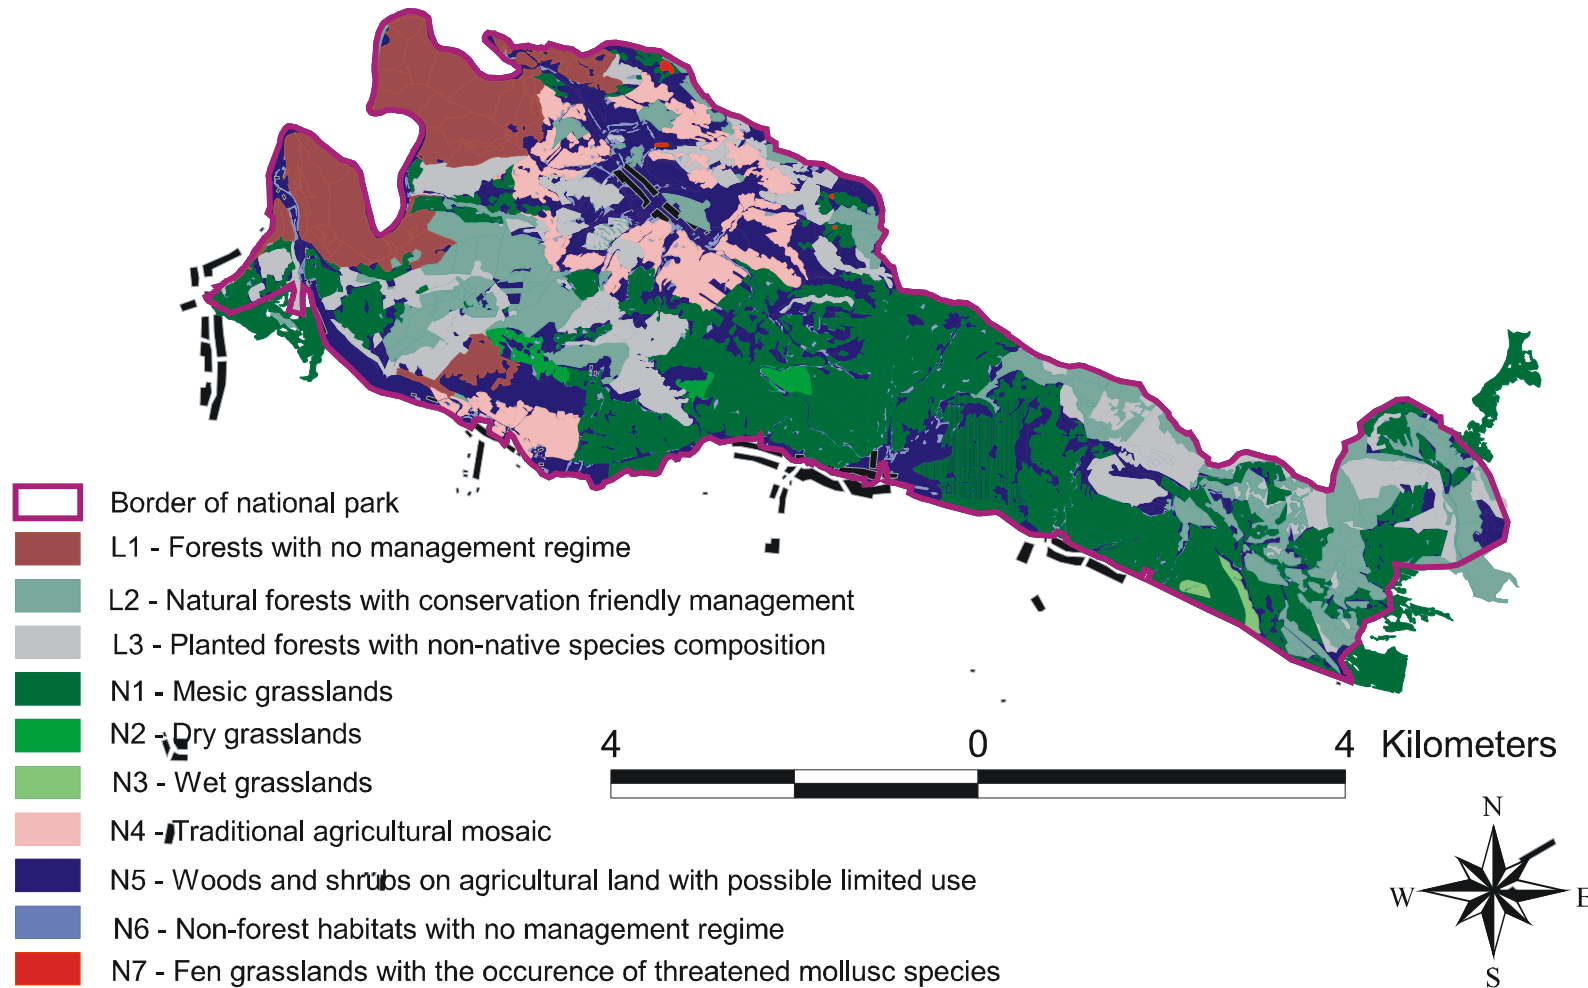 Border of national park
L1 - Forests with no management regime
L2 - Natural forests with conservation friendly management
L3 - Planted forests with non-native species composition
N1 - Mesic grasslands
N2 - Dry grasslands
N3 - Wet grasslands
N4 - Traditional agricultural mosaic
N5 - Woods and shrubs on agricultural land with possible limited use
N6 - Non-forest habitats with no management regime
N7 - Fen grasslands with the occurence of threatened mollusc species
4 0 4 Kilometers
N
W E
S